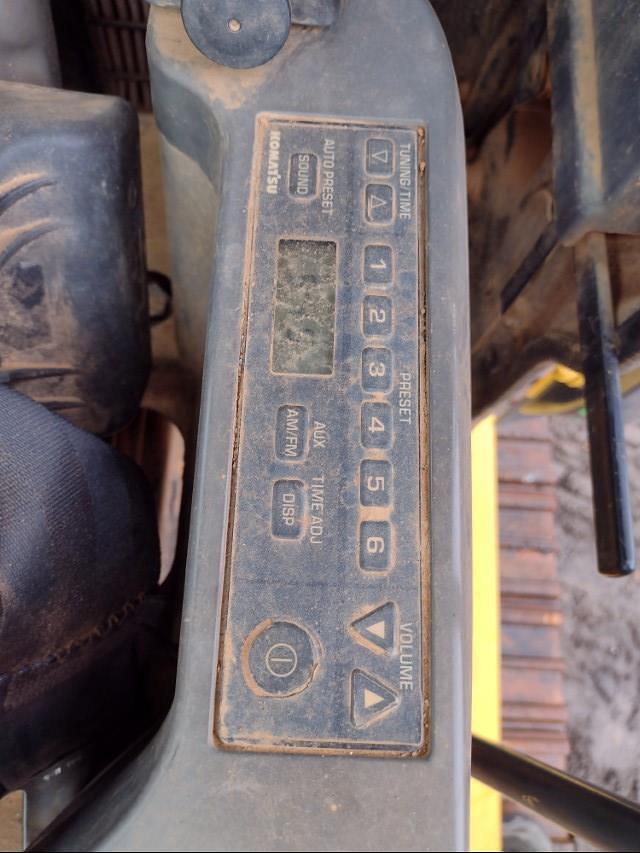 TUNING/TIME
PRESET
VOLUME
1 2 3 4 5 6
AUTO PRESET
SOUND
AUX
AM/FM
TIME ADJ
DISP
KOMATSU